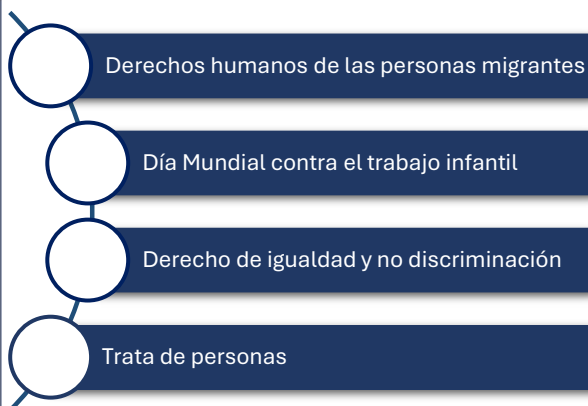 Derechos humanos de las personas migrantes
Día Mundial contra el trabajo infantil
Derecho de igualdad y no discriminación
Trata de personas